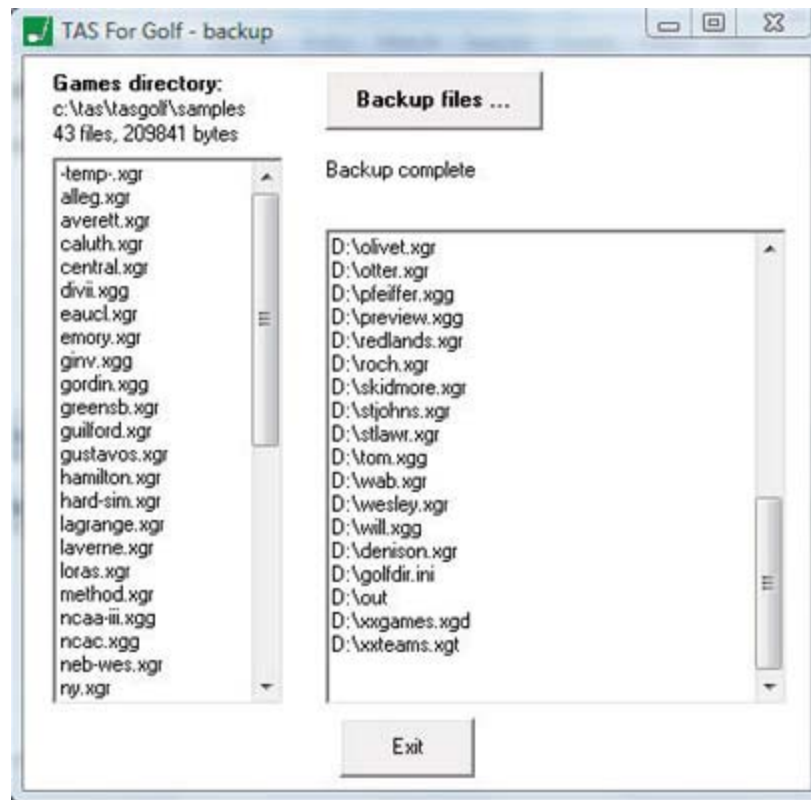 TAS For Golf - backup
Games directory:
c:\tas\tasgolf\samples
43 files, 209841 bytes
-temp-.xgr
alleg.xgr
averett.xgr
caluth.xgr
central.xgr
divii.xgg
eaucl.xgr
emory.xgr
ginv.xgg
gordin.xgg
greensb.xgr
guilford.xgr
gustavos.xgr
hamilton.xgr
hard-sim.xgr
lagrange.xgr
laverne.xgr
loras.xgr
method.xgr
ncaa-iii.xgg
ncac.xgg
neb-wes.xgr
ny.xgr
Backup files ...
Backup complete
D:\olivet.xgr
D:\otter.xgr
D:\pfeiffer.xgg
D:\preview.xgg
D:\redlands.xgr
D:\roch.xgr
D:\skidmore.xgr
D:\stjohns.xgr
D:\stlawr.xgr
D:\tom.xgg
D:\wab.xgr
D:\wesley.xgr
D:\will.xgg
D:\denison.xgr
D:\golfdir.ini
D:\out
D:\xxgames.xgd
D:\xxteams.xgt
Exit